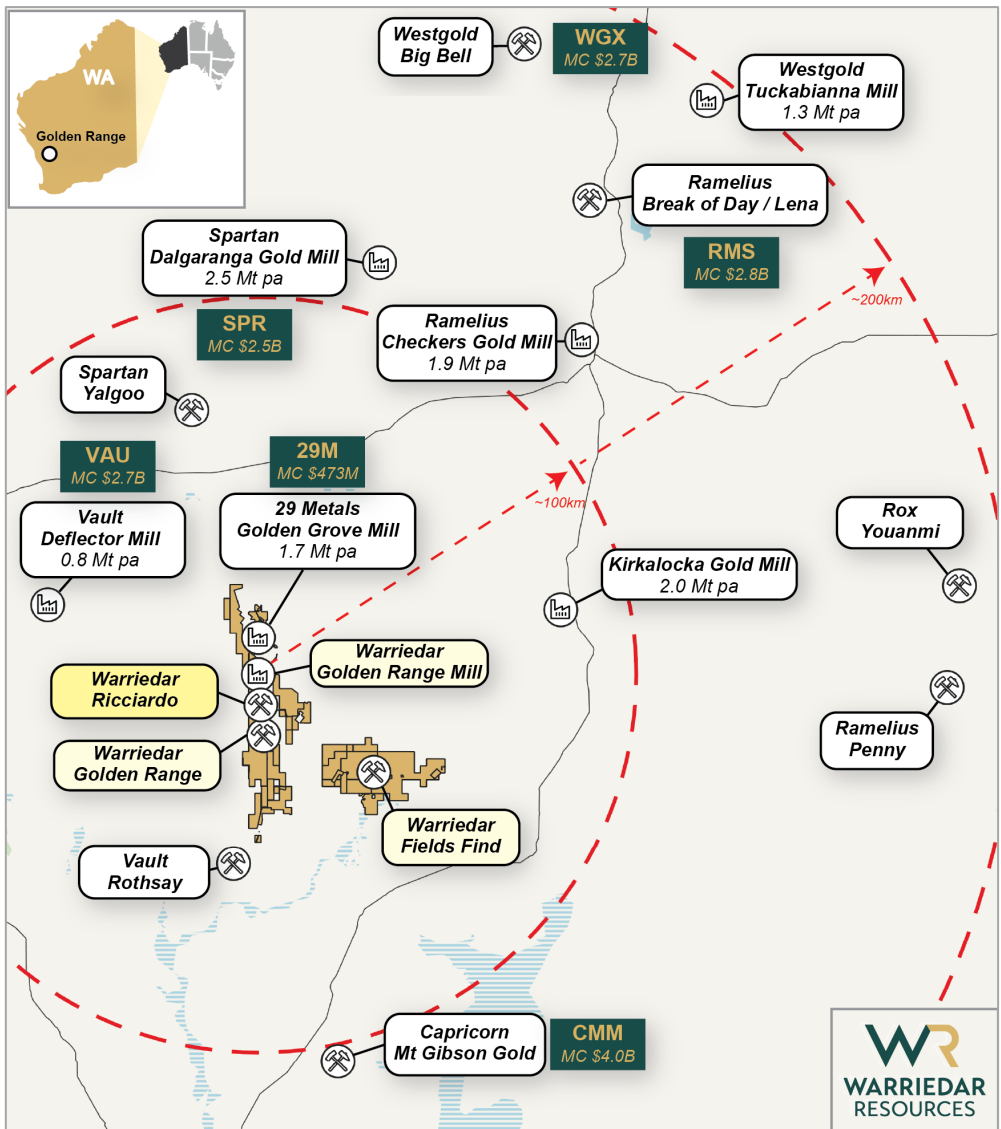 Westgold
Big Bell
WGX
MC $2.7B
WA
Golden Range
Westgold
Tuckabianna Mill
1.3 Mt pa
Ramelius
Break of Day / Lena
RMS
MC $2.8B
Spartan
Dalgaranga Gold Mill
2.5 Mt pa
~200km
SPR
MC $2.5B
Ramelius
Checkers Gold Mill
1.9 Mt pa
Spartan
Yalgoo
VAU
MC $2.7B
29M
MC $473M
~100km
Vault
Deflector Mill
0.8 Mt pa
29 Metals
Golden Grove Mill
1.7 Mt pa
Rox
Youanmi
Kirkalocka Gold Mill
2.0 Mt pa
Warriedar
Golden Range Mill
Warriedar
Ricciardo
Ramelius
Penny
Warriedar
Golden Range
Warriedar
Fields Find
Vault
Rothsay
Capricorn
Mt Gibson Gold
CMM
MC $4.0B
WR
WARRIEDAR
RESOURCES